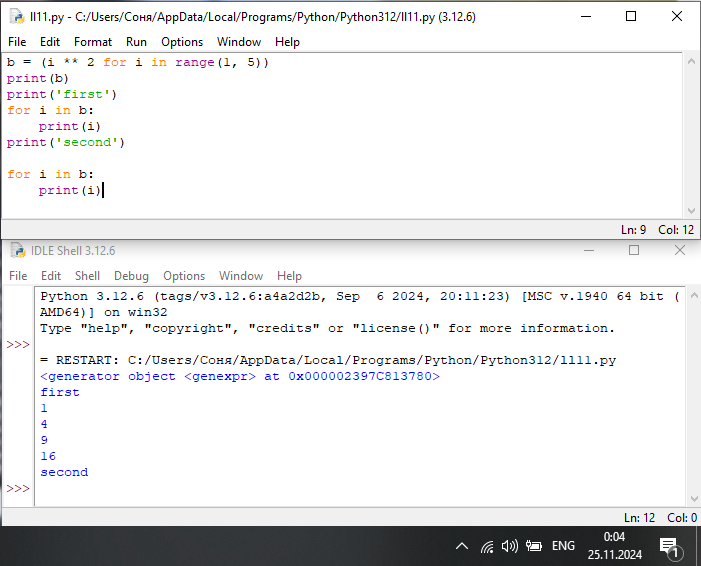 ll11.py - C:/Users/Соня/AppData/Local/Programs/Python/Python312/ll11.py (3.12.6)
File Edit Format Run Options Window Help
b = (i ** 2 for i in range(1, 5))
print(b)
print('first')
for i in b:
    print(i)
print('second')
for i in b:
    print(i)
Ln: 9 Col: 12
IDLE Shell 3.12.6
File Edit Shell Debug Options Window Help
Python 3.12.6 (tags/v3.12.6:a4a2d2b, Sep  6 2024, 20:11:23) [MSC v.1940 64 bit (
AMD64)] on win32
Type "help", "copyright", "credits" or "license()" for more information.
>>>
= RESTART: C:/Users/Соня/AppData/Local/Programs/Python/Python312/ll11.py
<generator object <genexpr> at 0x000002397C813780>
first
1
4
9
16
second
>>>
Ln: 12 Col: 0
ENG
0:04
25.11.2024
1